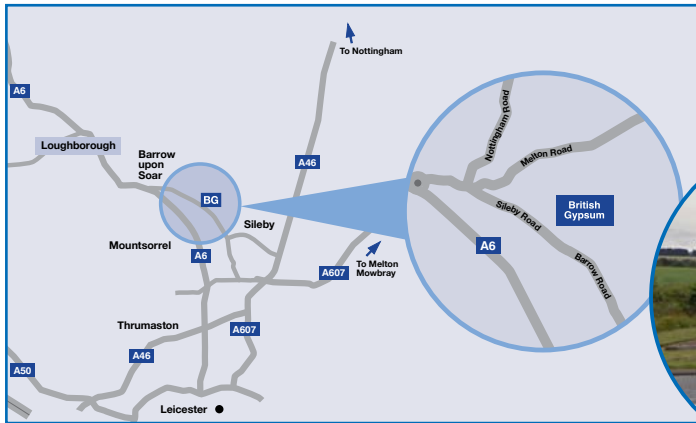 To Nottingham
A6
Loughborough
Barrow
upon
Soar
A46
BG
Sileby
Mountsorrel
A6
To Melton
Mowbray
A607
Thrumaston
A607
A46
A50
Leicester
Nottingham Road
Melton Road
British
Gypsum
Sileby Road
A6
Barrow Road